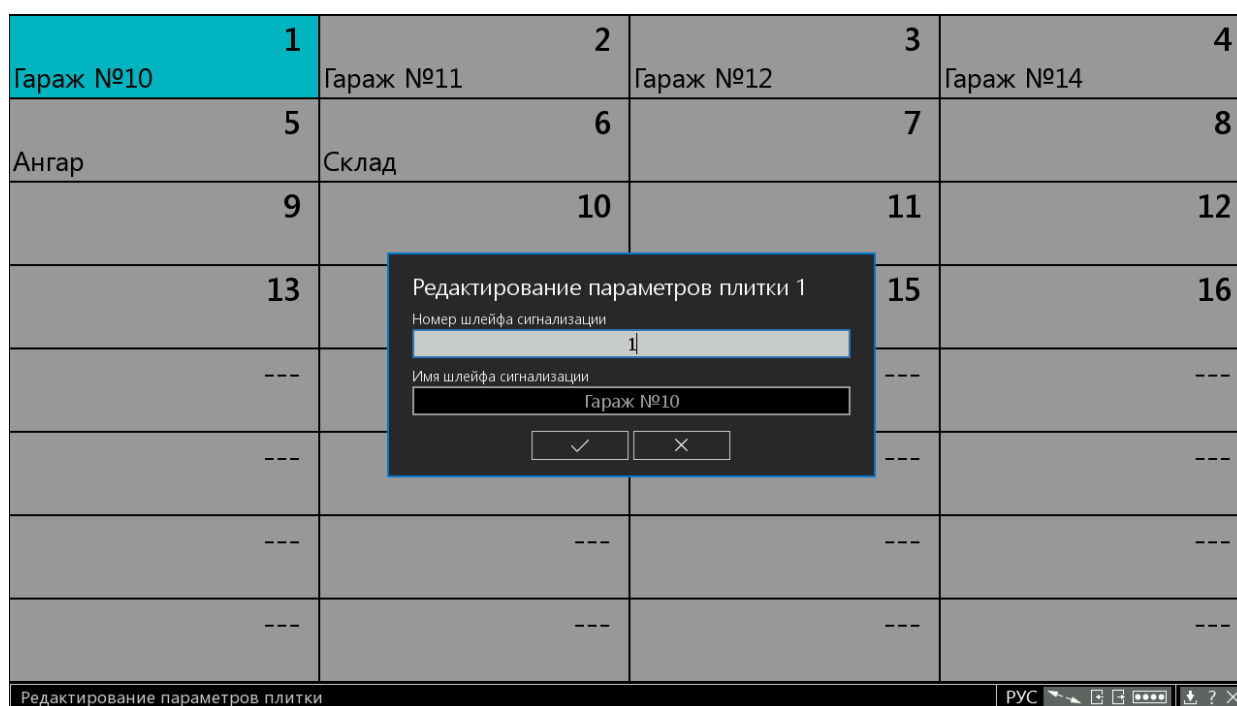 1 2 3 4
Гараж №10 Гараж №11 Гараж №12 Гараж №14
5 6 7 8
Ангар Склад
9 10 11 12
13 15 16
Редактирование параметров плитки 1
Номер шлейфа сигнализации
1
Имя шлейфа сигнализации
Гараж №10
--- --- ---
--- --- ---
--- --- --- ---
--- --- --- ---
Редактирование параметров плитки РУС ? ×